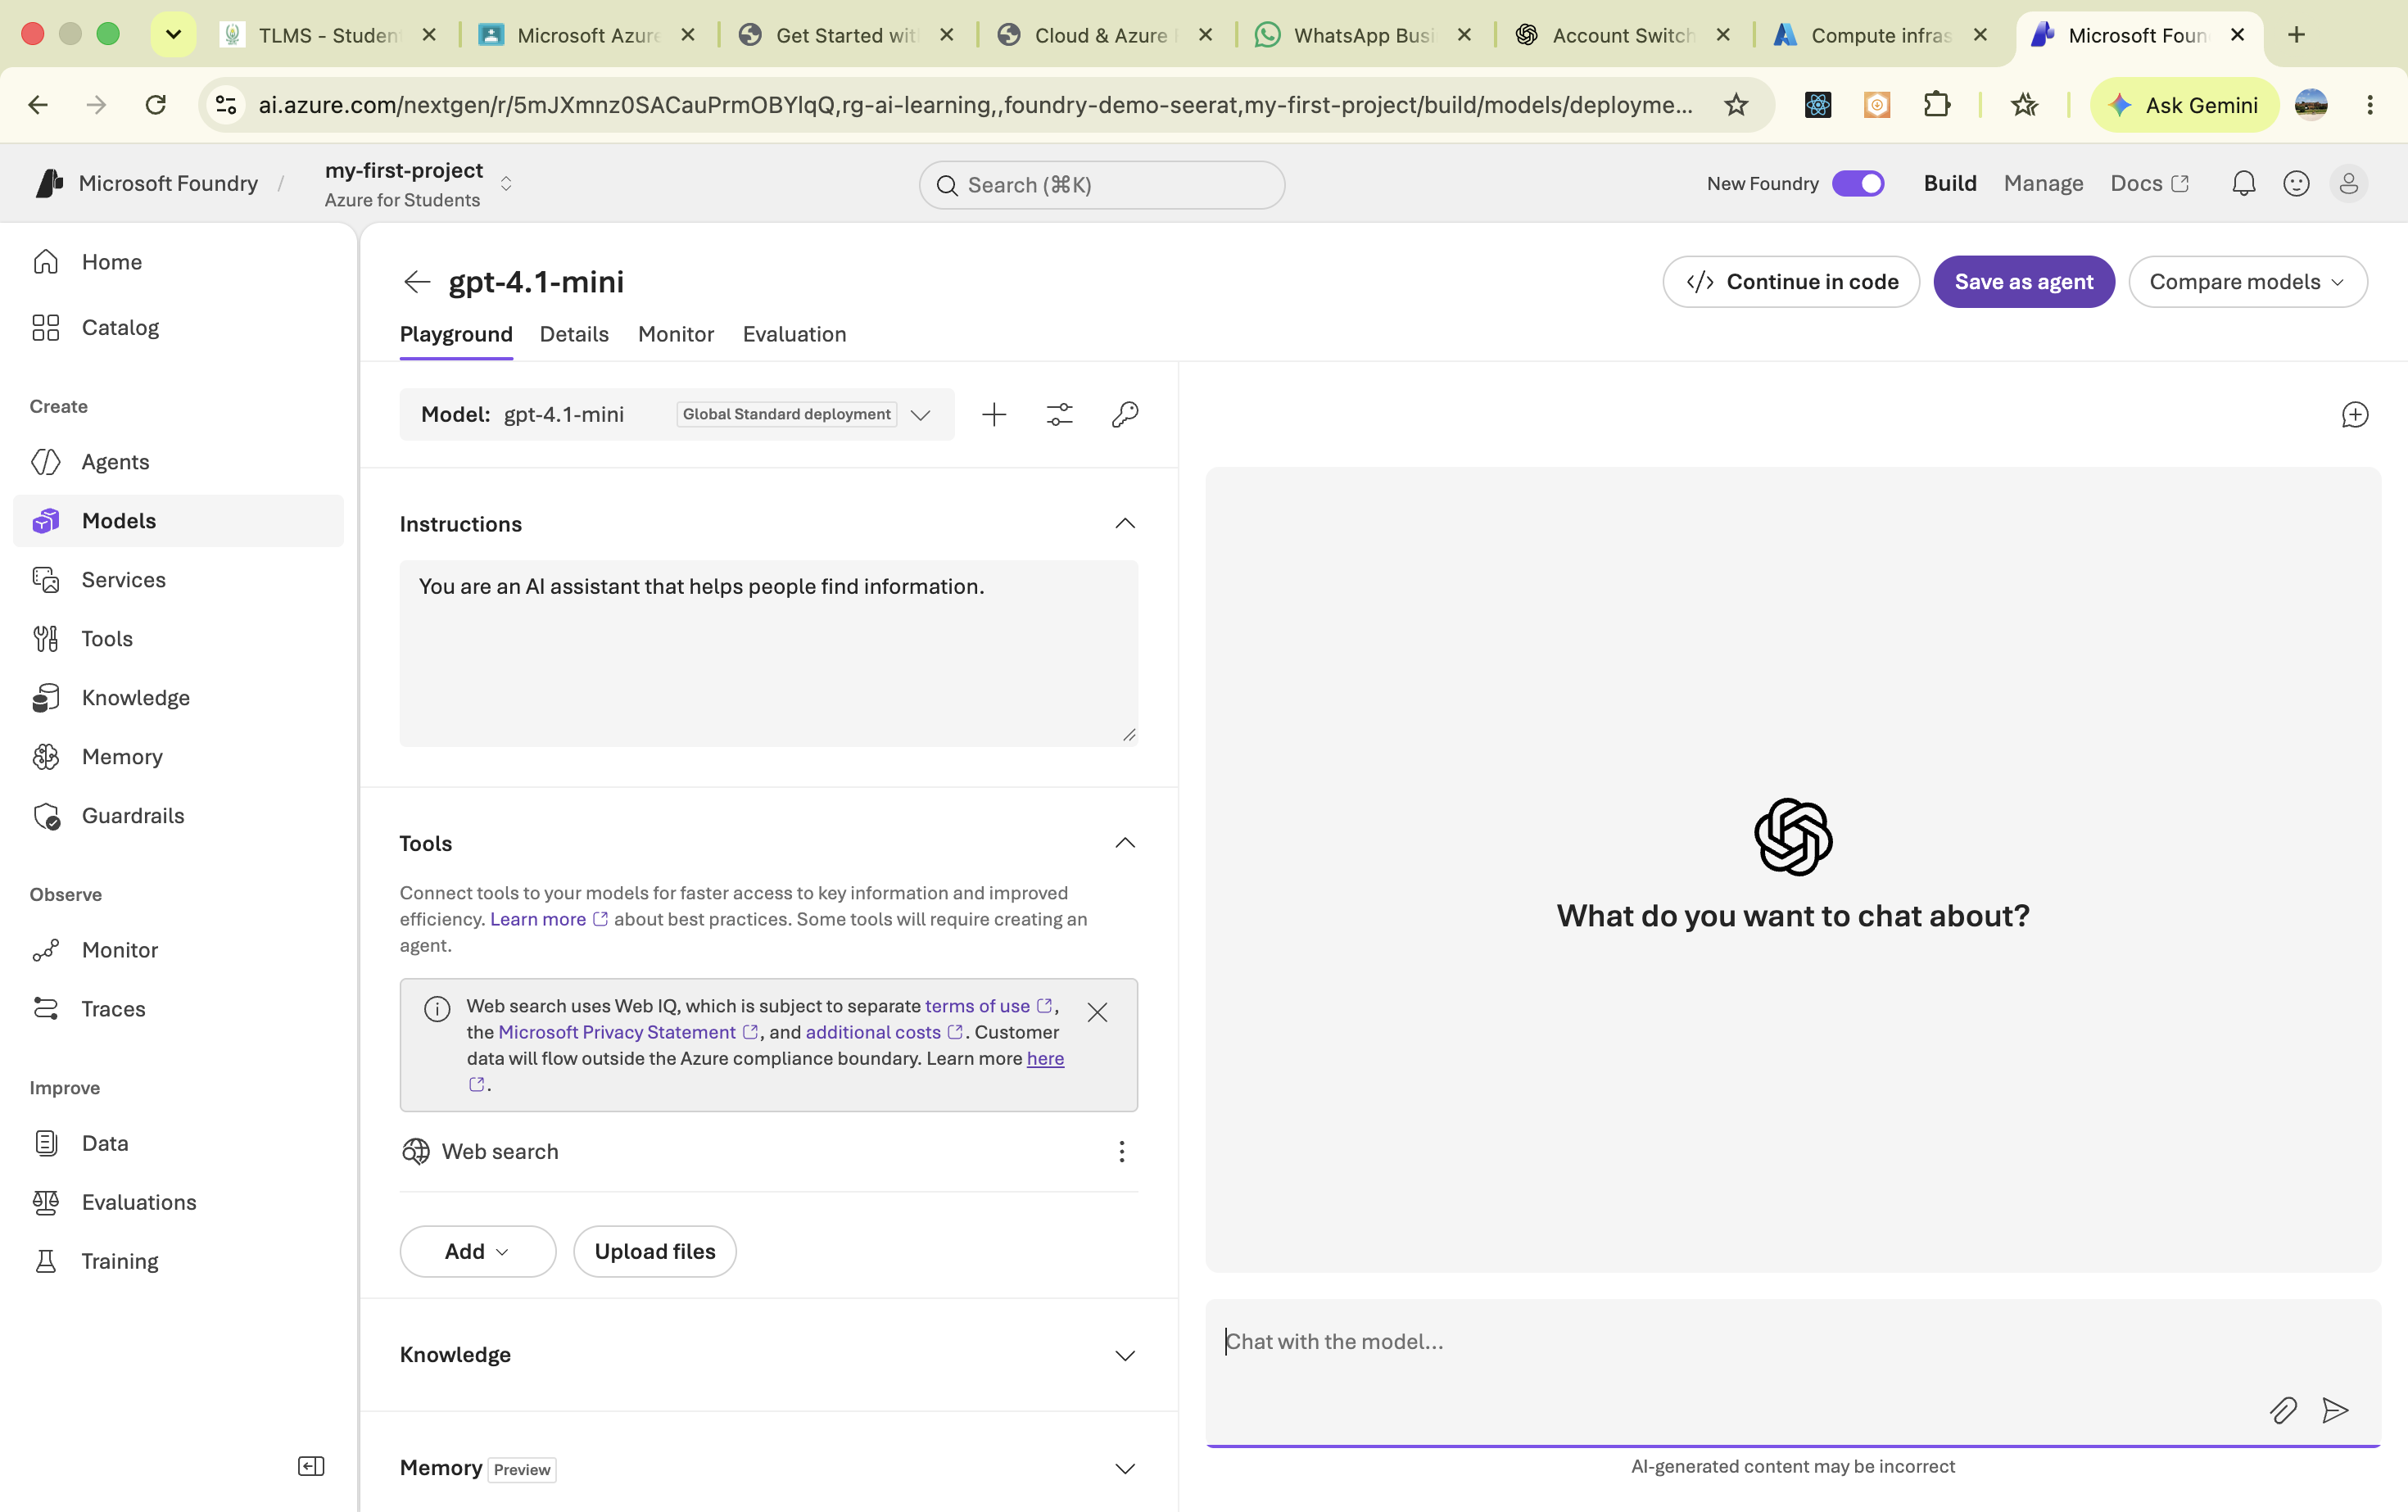 TLMS - Studen
Microsoft Azure
Get Started wit
Cloud & Azure
WhatsApp Busi
Account Switch
Compute infras
Microsoft Foun
ai.azure.com/nextgen/r/5mJXmnz0SACauPrmOBYlqQ,rg-ai-learning,,foundry-demo-seerat,my-first-project/build/models/deployme...
Ask Gemini
Microsoft Foundry /
my-first-project
Azure for Students
Search (⌘K)
New Foundry
Build
Manage
Docs
Home
Catalog
Create
Agents
Models
Services
Tools
Knowledge
Memory
Guardrails
Observe
Monitor
Traces
Improve
Data
Evaluations
Training
gpt-4.1-mini
Continue in code
Save as agent
Compare models
Playground
Details
Monitor
Evaluation
Model: gpt-4.1-mini
Global Standard deployment
Instructions
You are an AI assistant that helps people find information.
Tools
Connect tools to your models for faster access to key information and improved
efficiency. Learn more about best practices. Some tools will require creating an
agent.
Web search uses Web IQ, which is subject to separate terms of use ,
the Microsoft Privacy Statement , and additional costs . Customer
data will flow outside the Azure compliance boundary. Learn more here
.
Web search
Add
Upload files
Knowledge
Memory Preview
What do you want to chat about?
Chat with the model...
AI-generated content may be incorrect